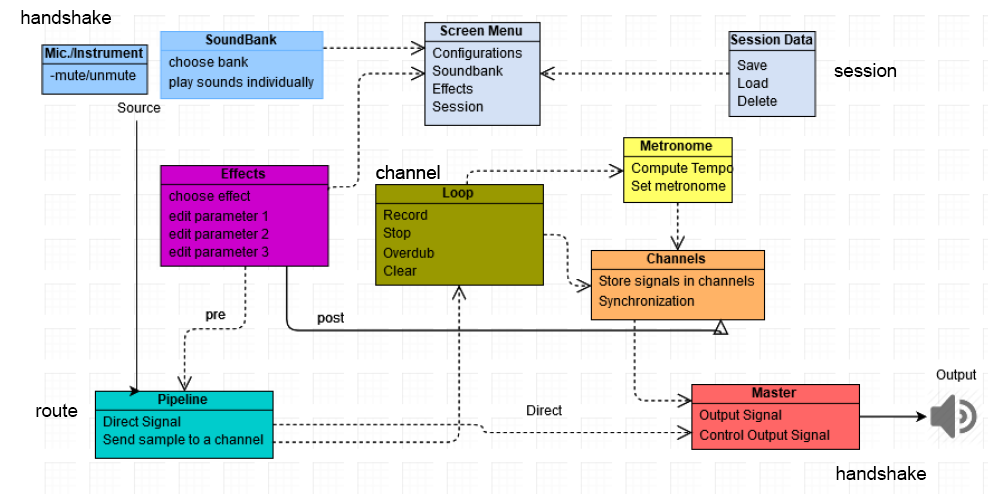 handshake
Mic./Instrument
-mute/unmute
SoundBank
choose bank
play sounds individually
Screen Menu
Configurations
Soundbank
Effects
Session
Session Data
Save
Load
Delete
session
Source
Effects
choose effect
edit parameter 1
edit parameter 2
edit parameter 3
channel
Loop
Record
Stop
Overdub
Clear
Metronome
Compute Tempo
Set metronome
Channels
Store signals in channels
Synchronization
pre
post
route
Pipeline
Direct Signal
Send sample to a channel
Direct
Master
Output Signal
Control Output Signal
Output
handshake